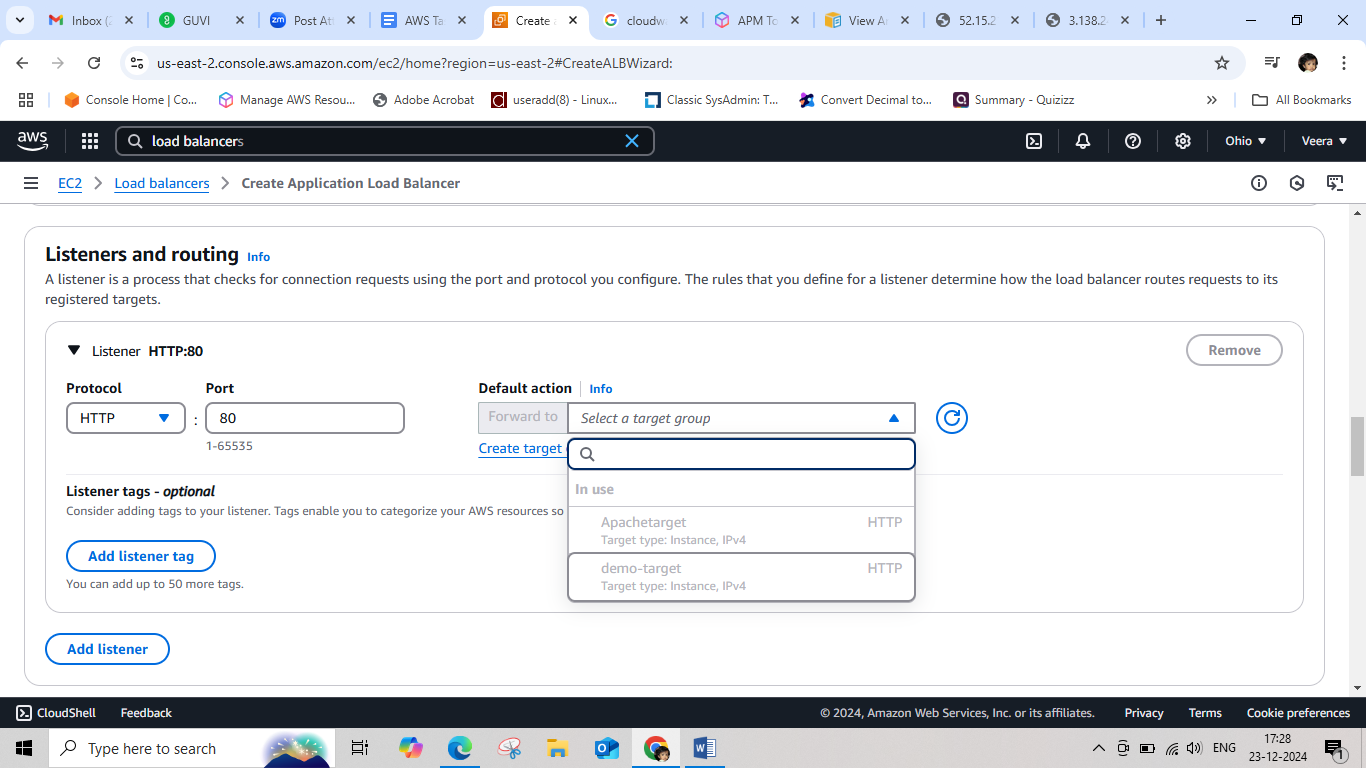 Inbox (2
GUVI
Post Att
AWS Ta
Create A
cloudwa
APM To
View A
52.15.2
3.138.2
us-east-2.console.aws.amazon.com/ec2/home?region=us-east-2#CreateALBWizard:
Console Home | Co...
Manage AWS Resou...
Adobe Acrobat
useradd(8) - Linux...
Classic SysAdmin: T...
Convert Decimal to...
Summary - Quizizz
All Bookmarks
aws
load balancers
Ohio
Veera
EC2
Load balancers
Create Application Load Balancer
Listeners and routing Info
A listener is a process that checks for connection requests using the port and protocol you configure. The rules that you define for a listener determine how the load balancer routes requests to its
registered targets.
Listener HTTP:80
Remove
Protocol
Port
Default action
Info
HTTP
:
80
Forward to
Select a target group
1-65535
Create target
In use
Listener tags - optional
Consider adding tags to your listener. Tags enable you to categorize your AWS resources so
Apachetarget
HTTP
Target type: Instance, IPv4
Add listener tag
demo-target
HTTP
Target type: Instance, IPv4
You can add up to 50 more tags.
Add listener
CloudShell
Feedback
© 2024, Amazon Web Services, Inc. or its affiliates.
Privacy
Terms
Cookie preferences
Type here to search
ENG
17:28
23-12-2024
1